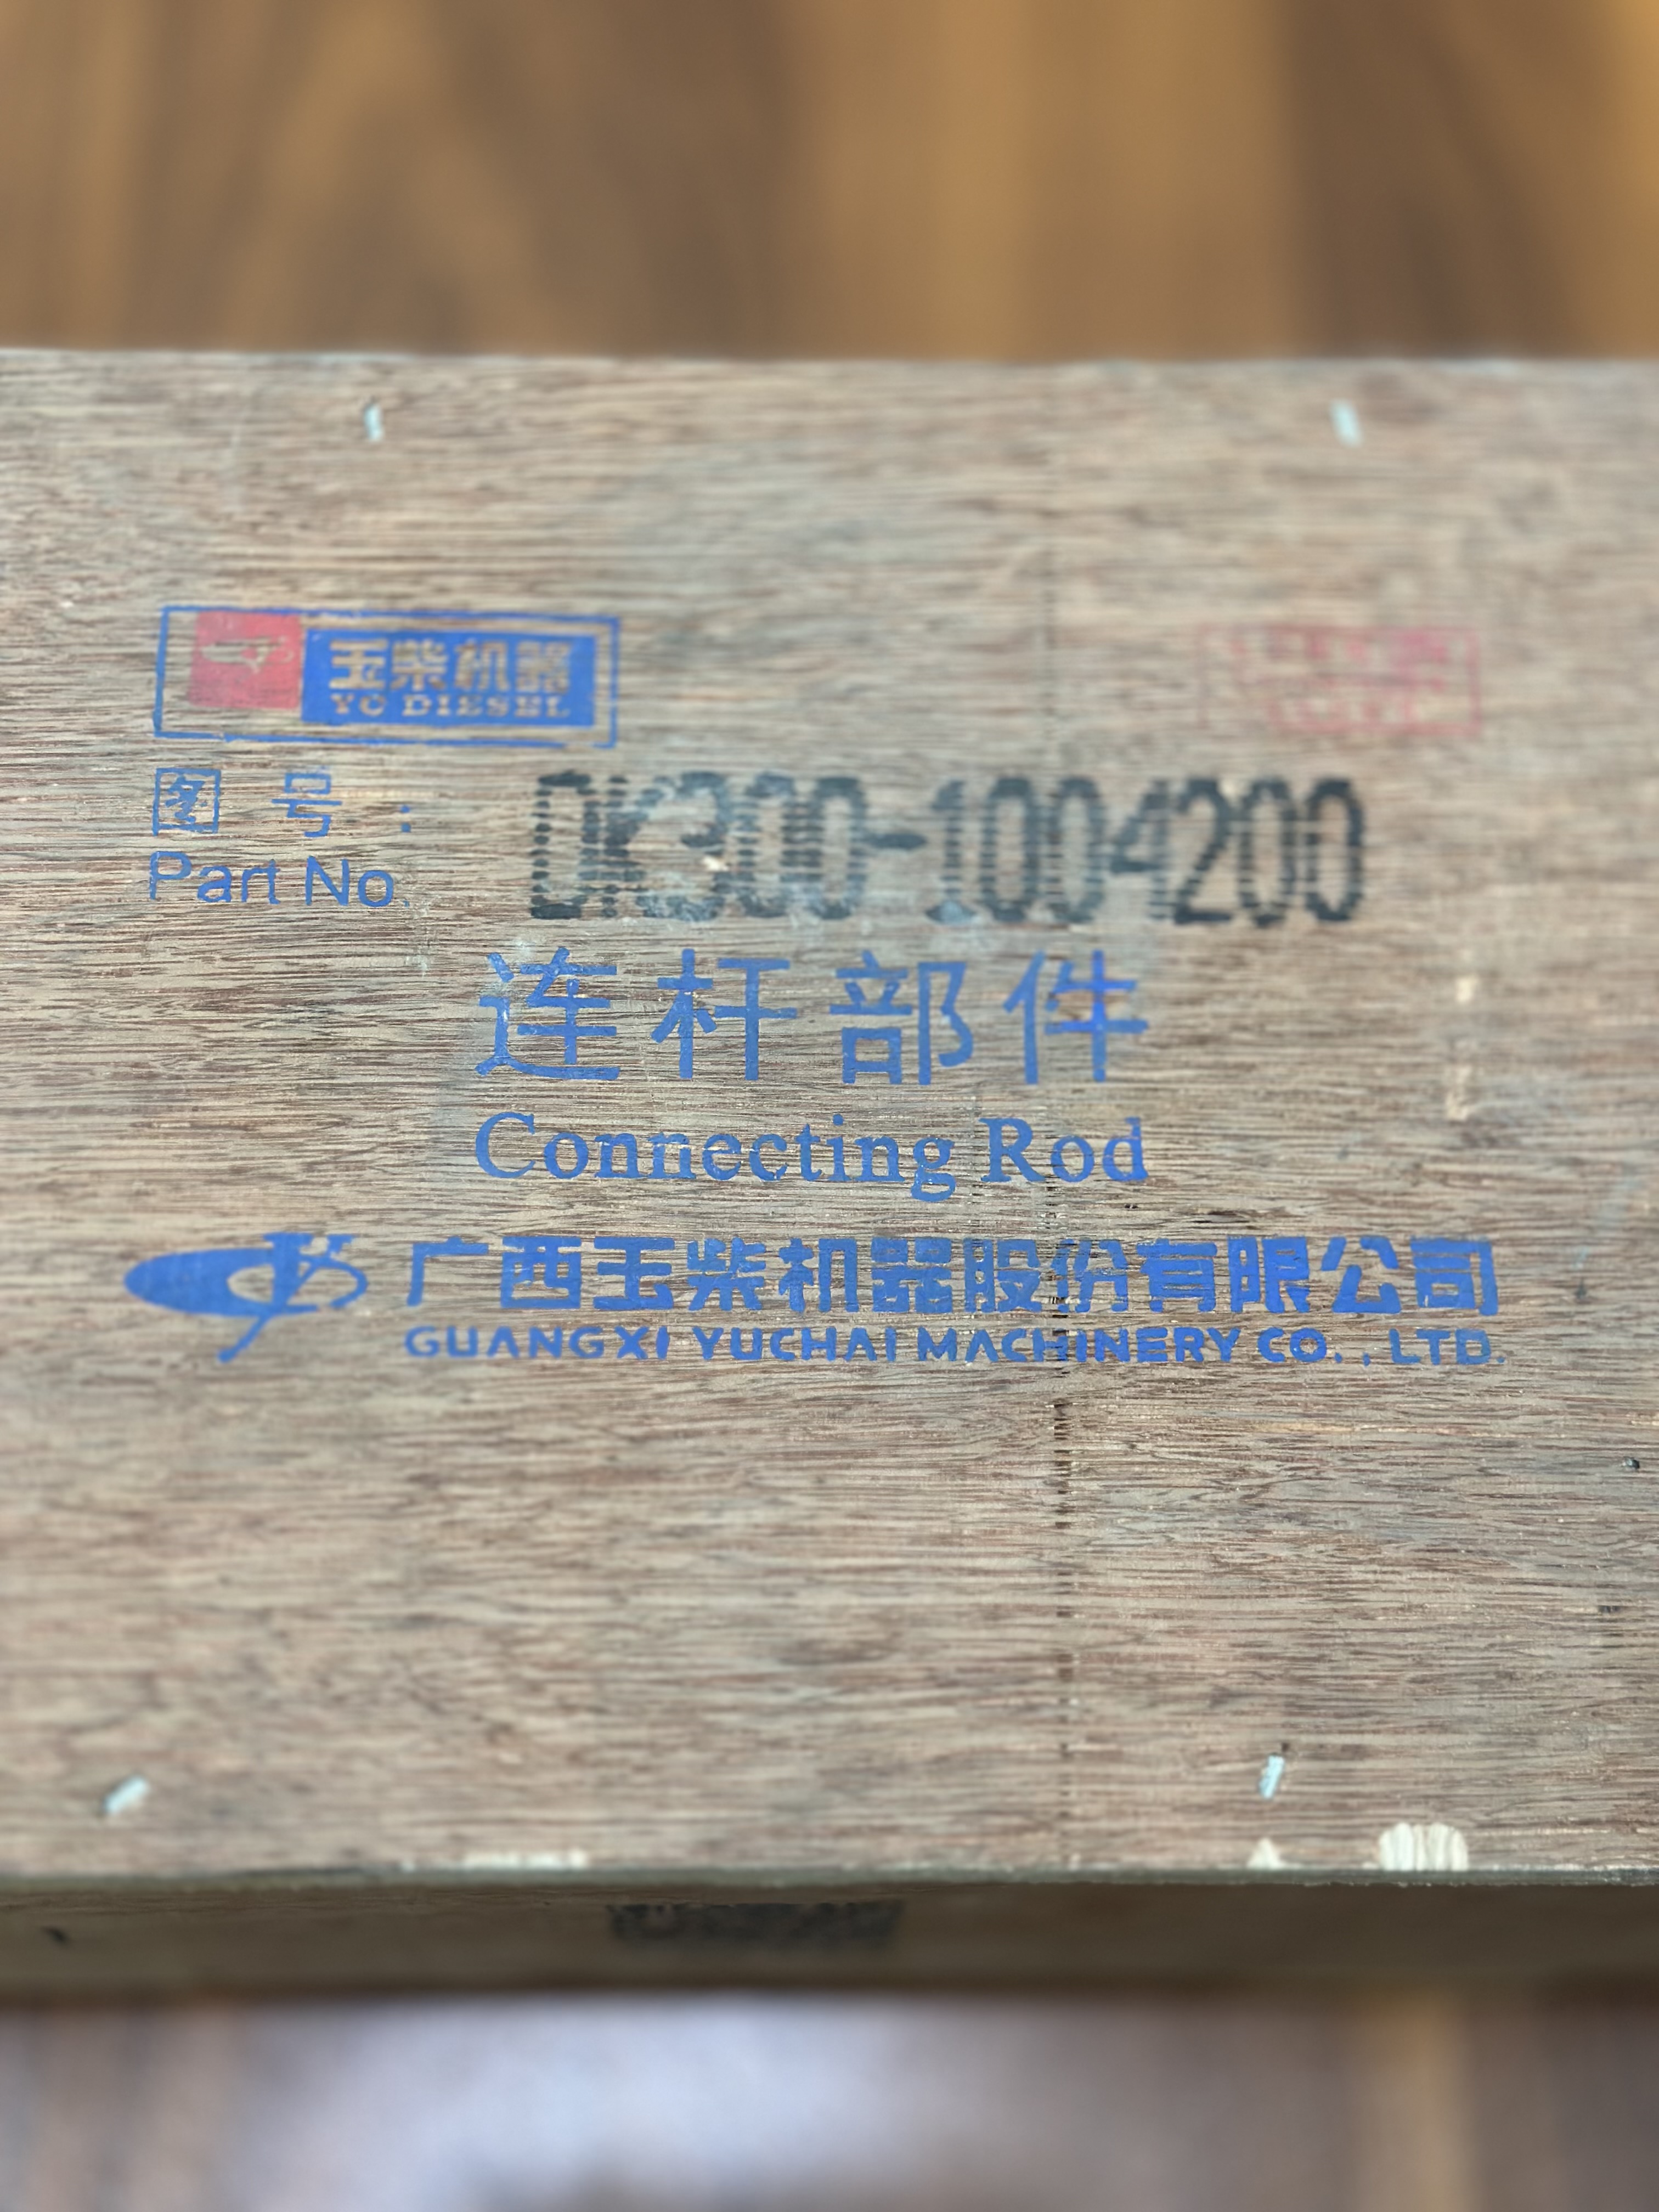 玉柴机器
YC DIESEL
图号：
Part No.
DK300-1004200
连杆部件
Connecting Rod
广西玉柴机器股份有限公司
GUANGXI YUCHAI MACHINERY CO., LTD.